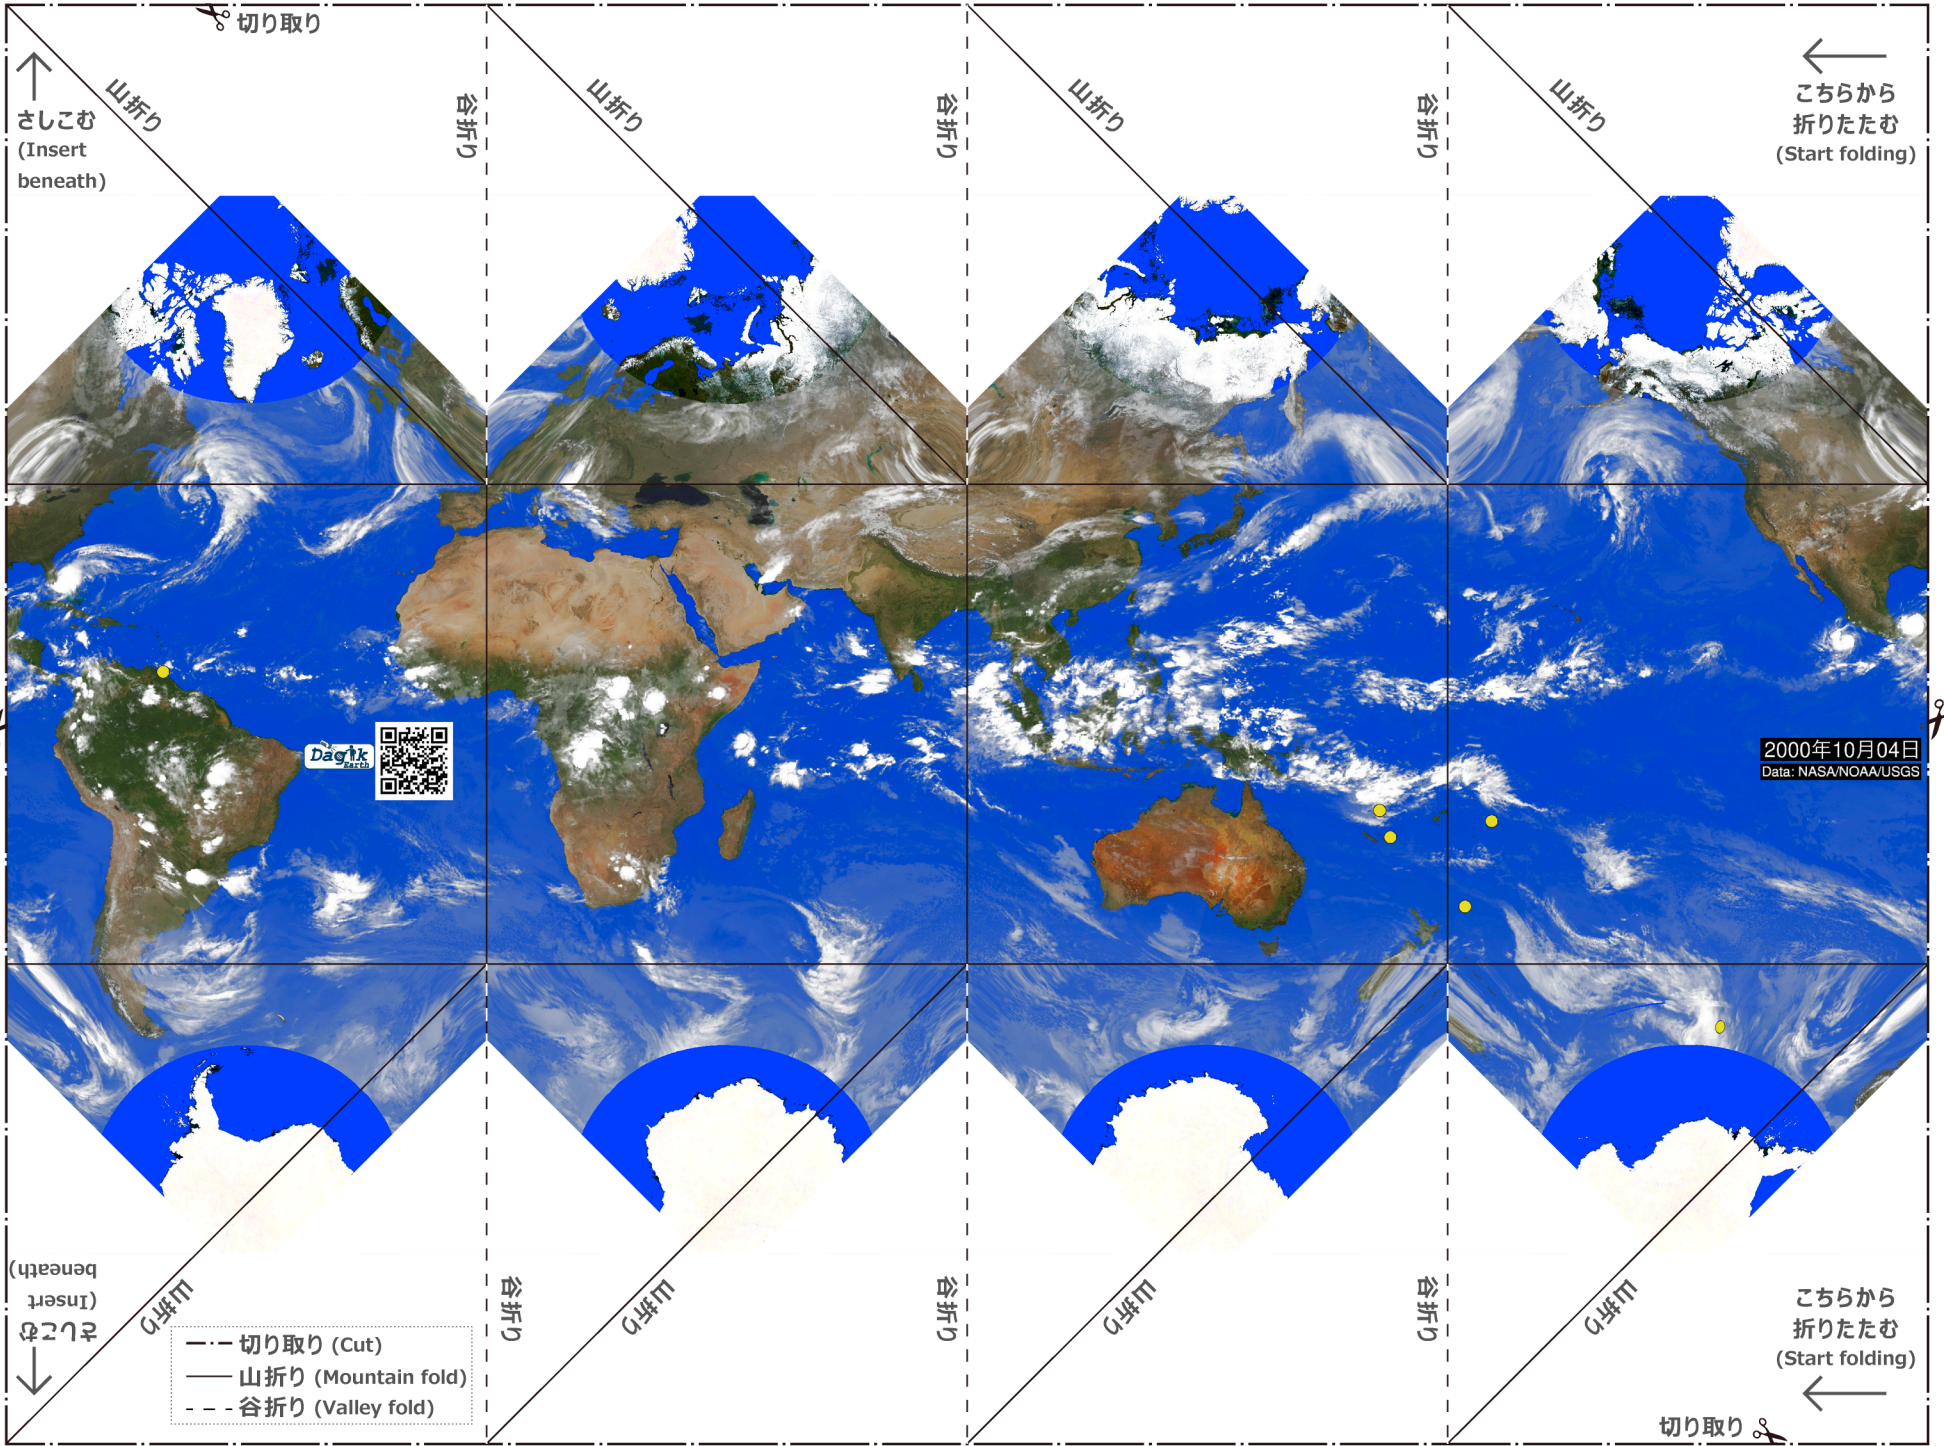 切り取り
さしこむ
(Insert
beneath)
山折り
谷折り
山折り
谷折り
山折り
谷折り
山折り
こちらから
折りたたむ
(Start folding)
Dagik
Earth
2000年10月04日
Data: NASA/NOAA/USGS
さしこむ
(Insert
beneath)
山折り
谷折り
山折り
谷折り
山折り
谷折り
山折り
こちらから
折りたたむ
(Start folding)
切り取り (Cut)
山折り (Mountain fold)
谷折り (Valley fold)
切り取り